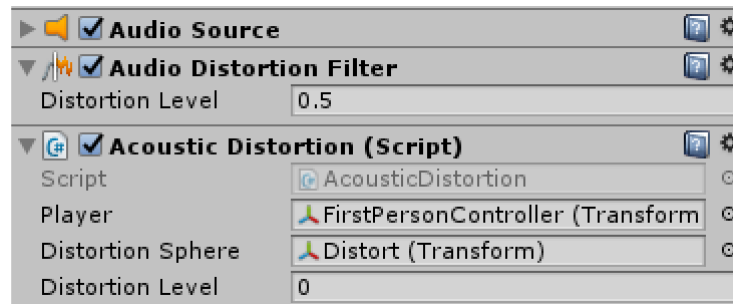 Audio Source
Audio Distortion Filter
Distortion Level 0.5
Acoustic Distortion (Script)
Script AcousticDistortion
Player FirstPersonController (Transform
Distortion Sphere Distort (Transform)
Distortion Level 0